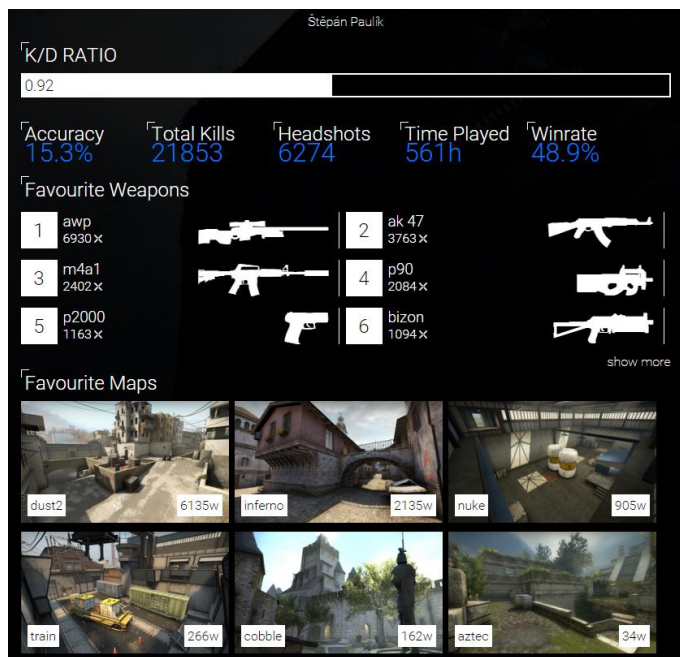 Štěpán Paulík
K/D RATIO
0.92
Accuracy Total Kills Headshots Time Played Winrate
15.3% 21853 6274 561h 48.9%
Favourite Weapons
1 awp 2 ak 47
6930× 3763×
3 m4a1 4 p90
2402× 2084×
5 p2000 6 bizon
1163× 1094×
show more
Favourite Maps
dust2 6135w inferno 2135w nuke 905w
train 266w cobble 162w aztec 34w